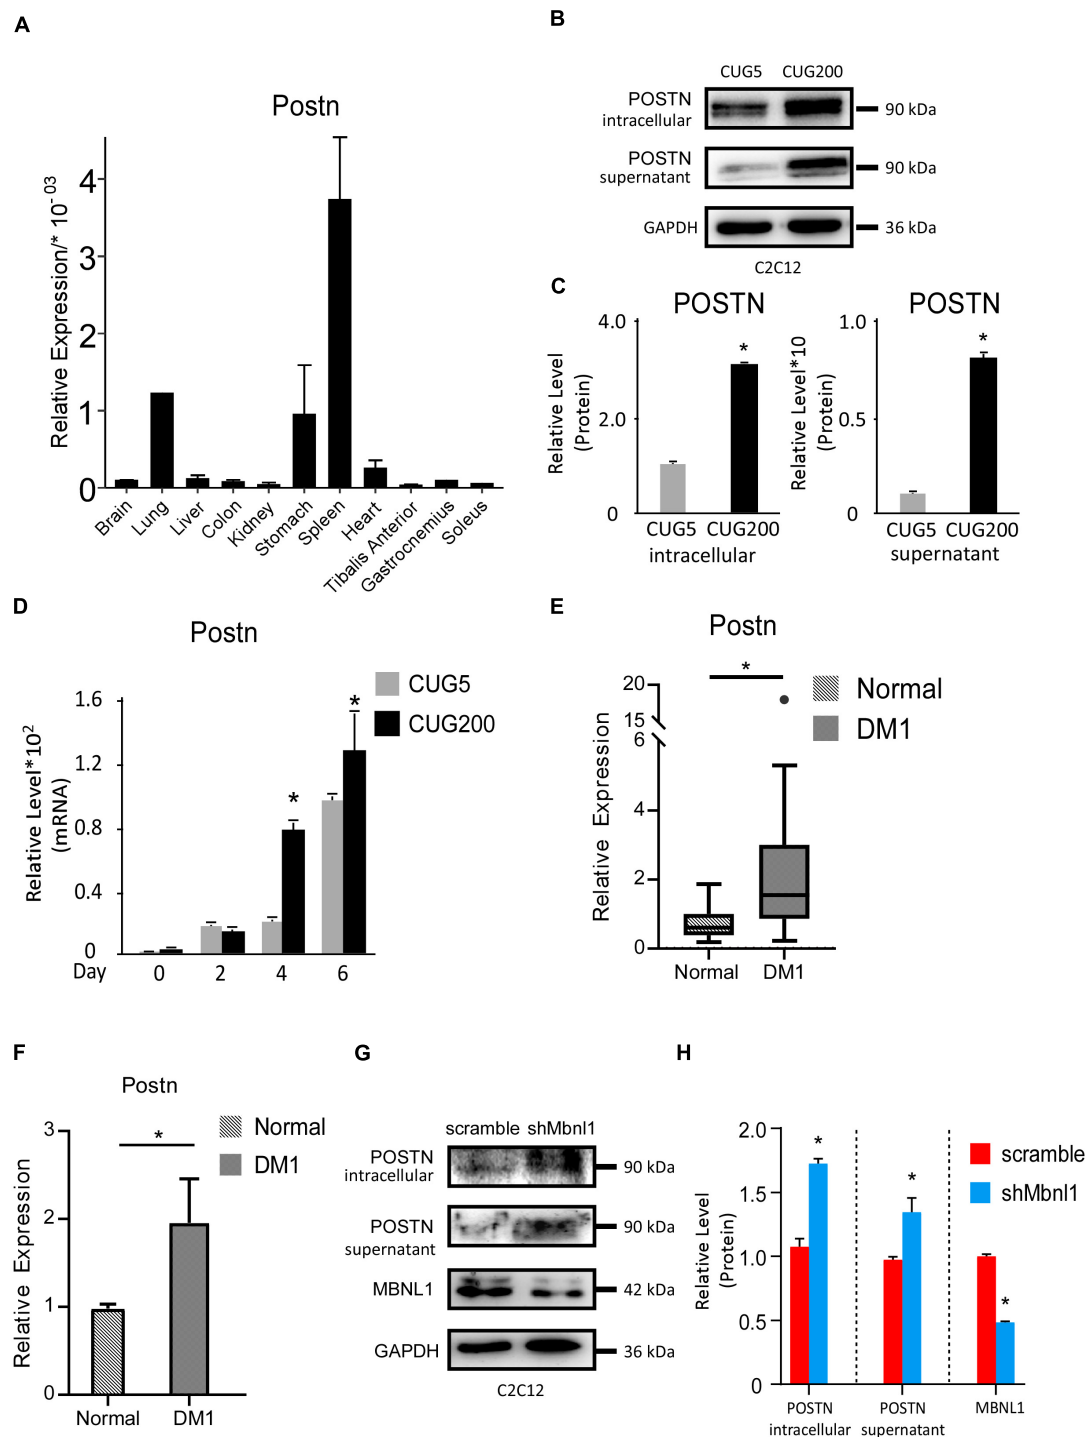 A
Postn
Relative Expression/* 10⁻⁰³
4
3
2
1
0
Brain
Lung
Liver
Colon
Kidney
Stomach
Spleen
Heart
Tibalis Anterior
Gastrocnemius
Soleus
B
CUG5 CUG200
POSTN
intracellular
90 kDa
POSTN
supernatant
90 kDa
GAPDH
36 kDa
C2C12
C
POSTN
Relative Level
(Protein)
4.0
2.0
0
CUG5 CUG200
intracellular
*
POSTN
Relative Level*10
(Protein)
1.0
0.5
0
CUG5 CUG200
supernatant
*
D
Postn
CUG5
CUG200
Relative Level*10²
(mRNA)
1.6
1.2
0.8
0.4
0
Day 0 2 4 6
*
*
E
Postn
*
Normal
DM1
Relative Expression
20
15
6
4
2
0
Normal DM1
F
Postn
*
Normal
DM1
Relative Expression
3
2
1
0
Normal DM1
G
scramble shMbnl1
POSTN
intracellular
90 kDa
POSTN
supernatant
90 kDa
MBNL1
42 kDa
GAPDH
36 kDa
C2C12
H
Relative Level
(Protein)
2.0
1.5
1.0
0.5
0
*
*
*
scramble
shMbnl1
POSTN
intracellular
POSTN
supernatant
MBNL1